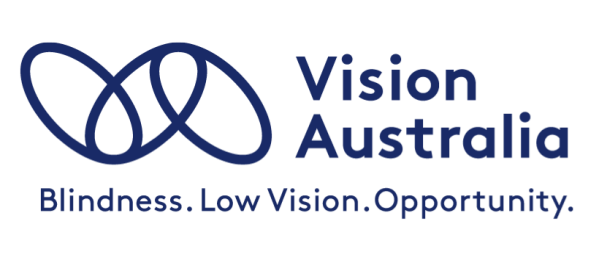 Vision
Australia
Blindness. Low Vision. Opportunity.